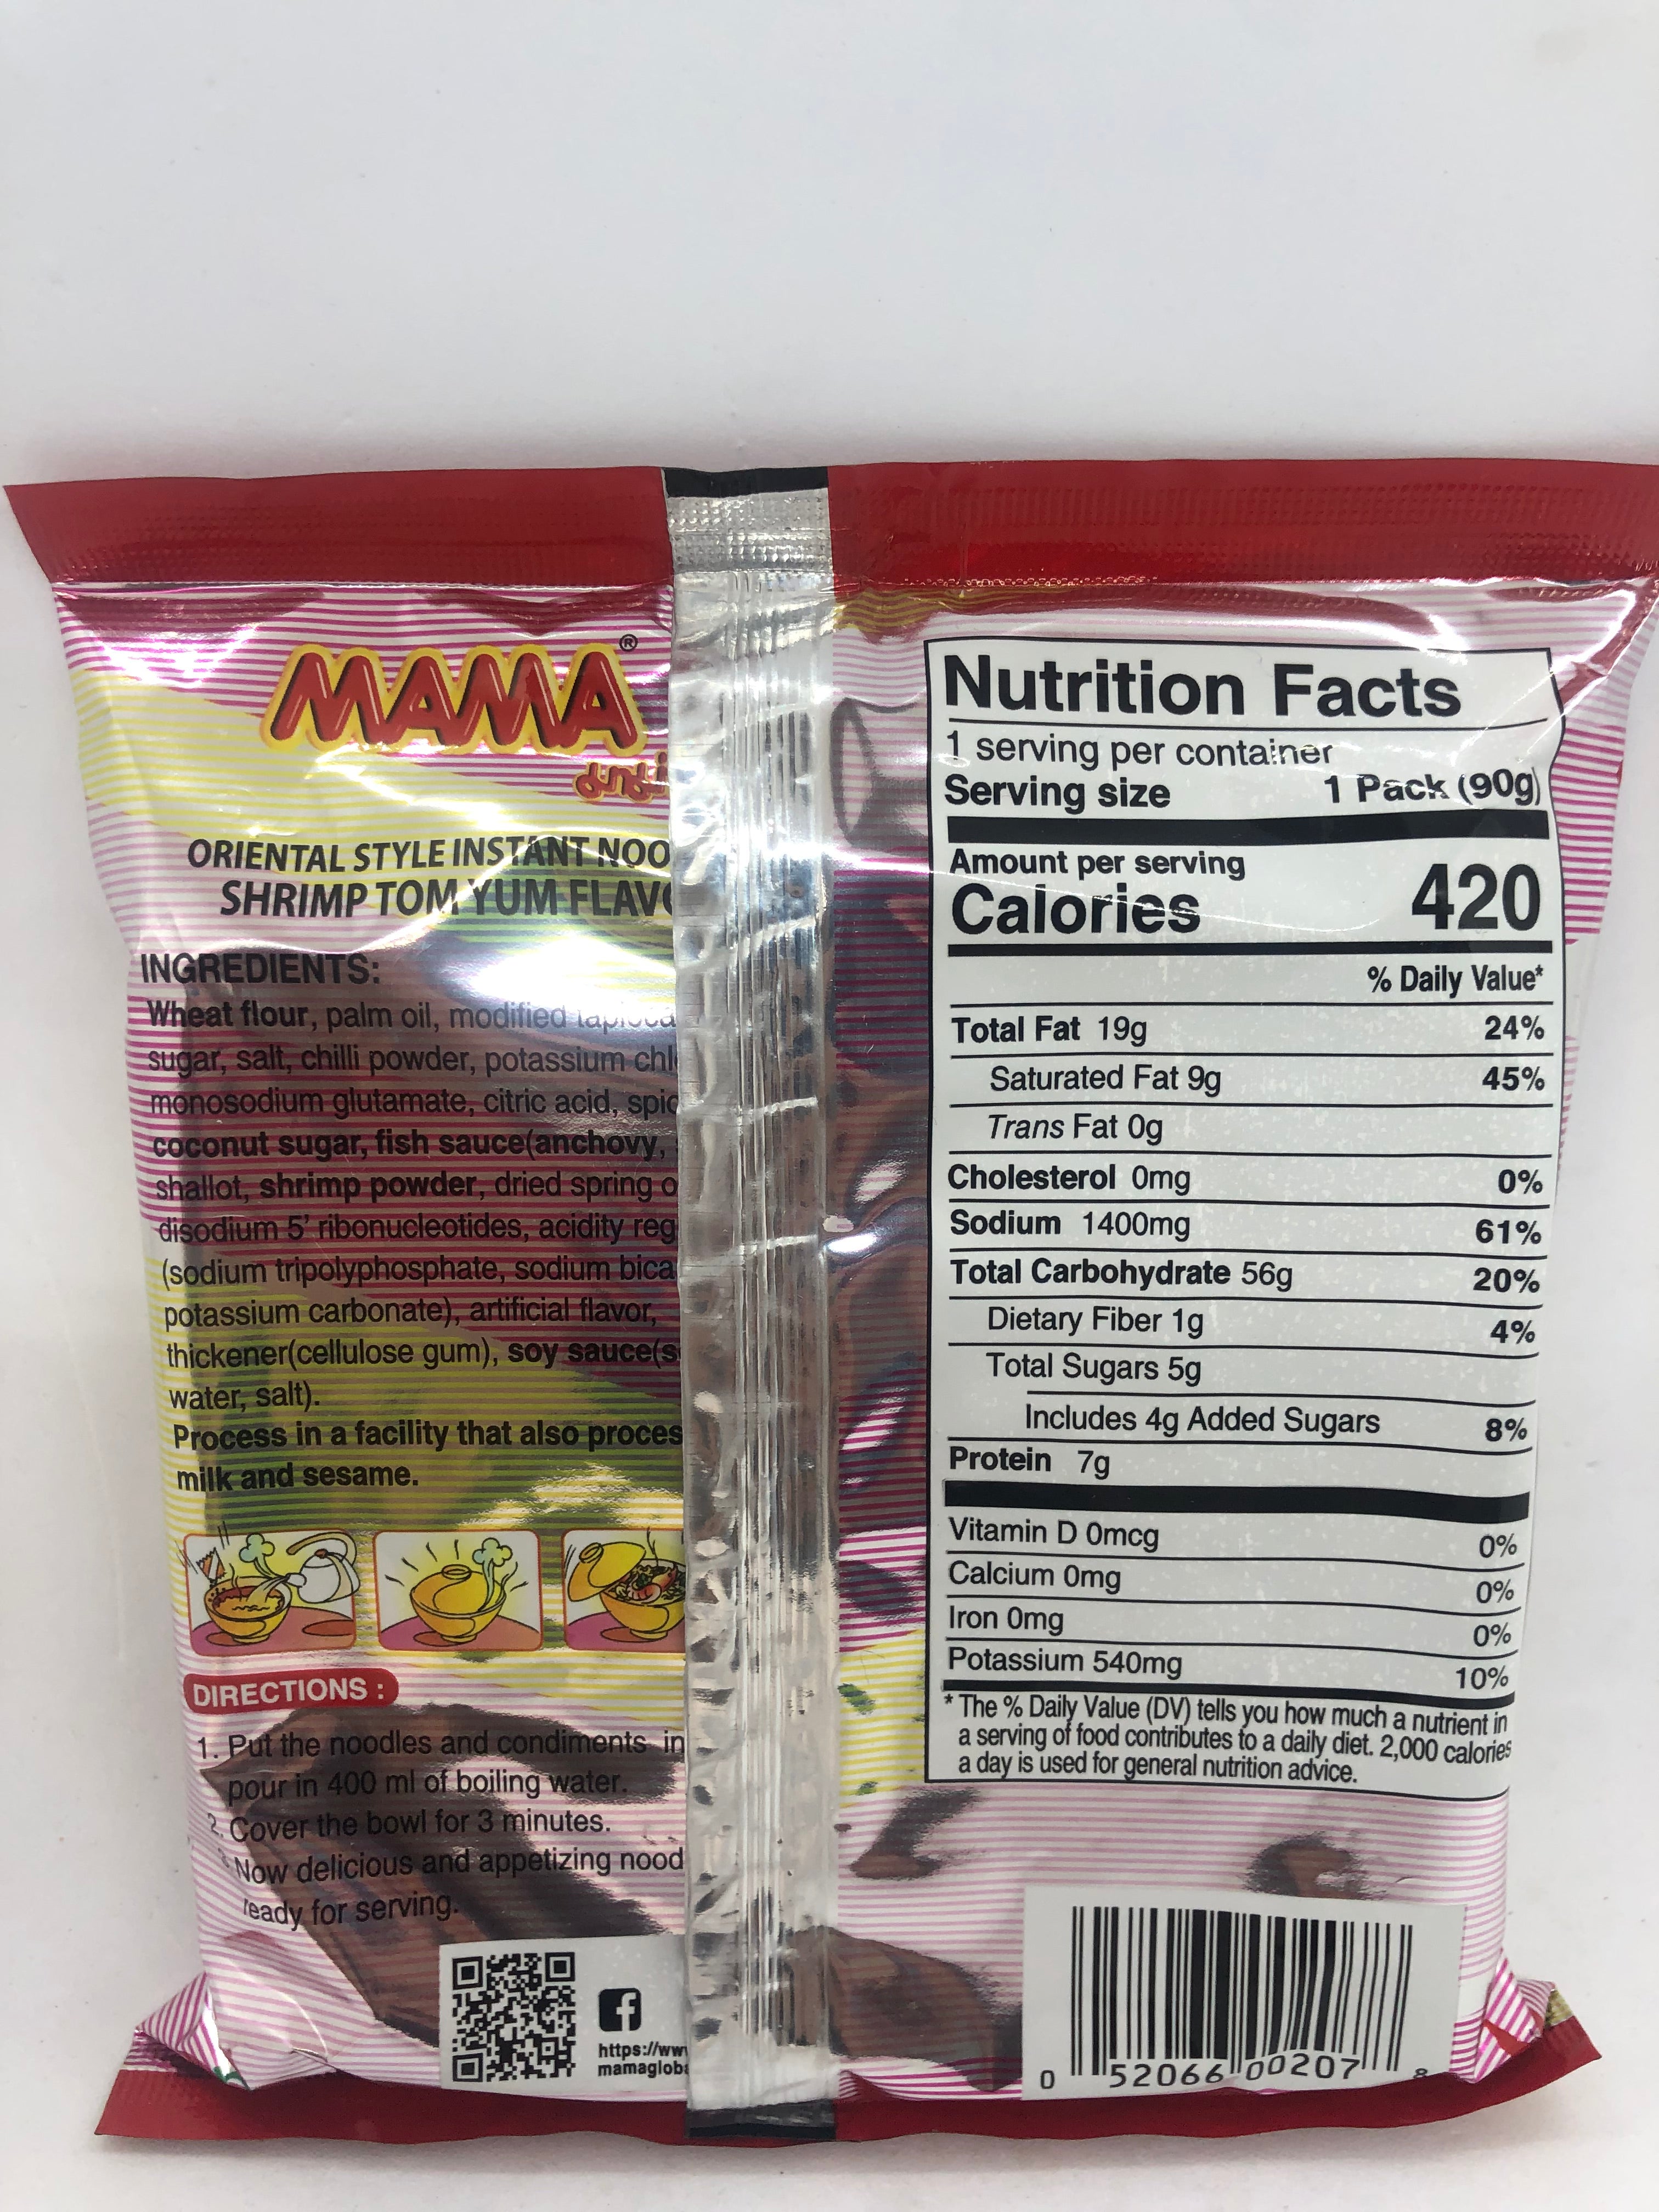 MAMA®
ORIENTAL STYLE INSTANT NOO
SHRIMP TOM YUM FLAV
INGREDIENTS:
Wheat flour, palm oil, modified tapioca
sugar, salt, chilli powder, potassium chl
monosodium glutamate, citric acid, spic
coconut sugar, fish sauce(anchovy,
shallot, shrimp powder, dried spring o
disodium 5' ribonucleotides, acidity reg
(sodium tripolyphosphate, sodium bica
potassium carbonate), artificial flavor,
thickener(cellulose gum), soy sauce(s
water, salt).
Process in a facility that also proces
milk and sesame.
DIRECTIONS :
1. Put the noodles and condiments in
pour in 400 ml of boiling water.
2. Cover the bowl for 3 minutes.
Now delicious and appetizing nood
ready for serving.
f
https://www
mamagloba
Nutrition Facts
1 serving per container
Serving size 1 Pack (90g)
Amount per serving
Calories 420
% Daily Value*
Total Fat 19g 24%
Saturated Fat 9g 45%
Trans Fat 0g
Cholesterol 0mg 0%
Sodium 1400mg 61%
Total Carbohydrate 56g 20%
Dietary Fiber 1g 4%
Total Sugars 5g
Includes 4g Added Sugars 8%
Protein 7g
Vitamin D 0mcg 0%
Calcium 0mg 0%
Iron 0mg 0%
Potassium 540mg 10%
* The % Daily Value (DV) tells you how much a nutrient in
a serving of food contributes to a daily diet. 2,000 calories
a day is used for general nutrition advice.
0 52066 00207 8